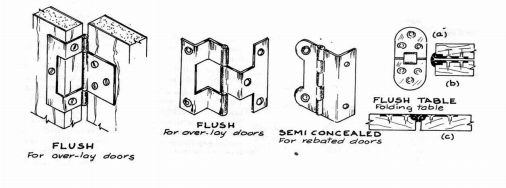 FLUSH
For over-lay doors
FLUSH
For over-lay doors
SEMI CONCEALED
For rebated doors
(a)
(b)
FLUSH TABLE
Folding table
(c)